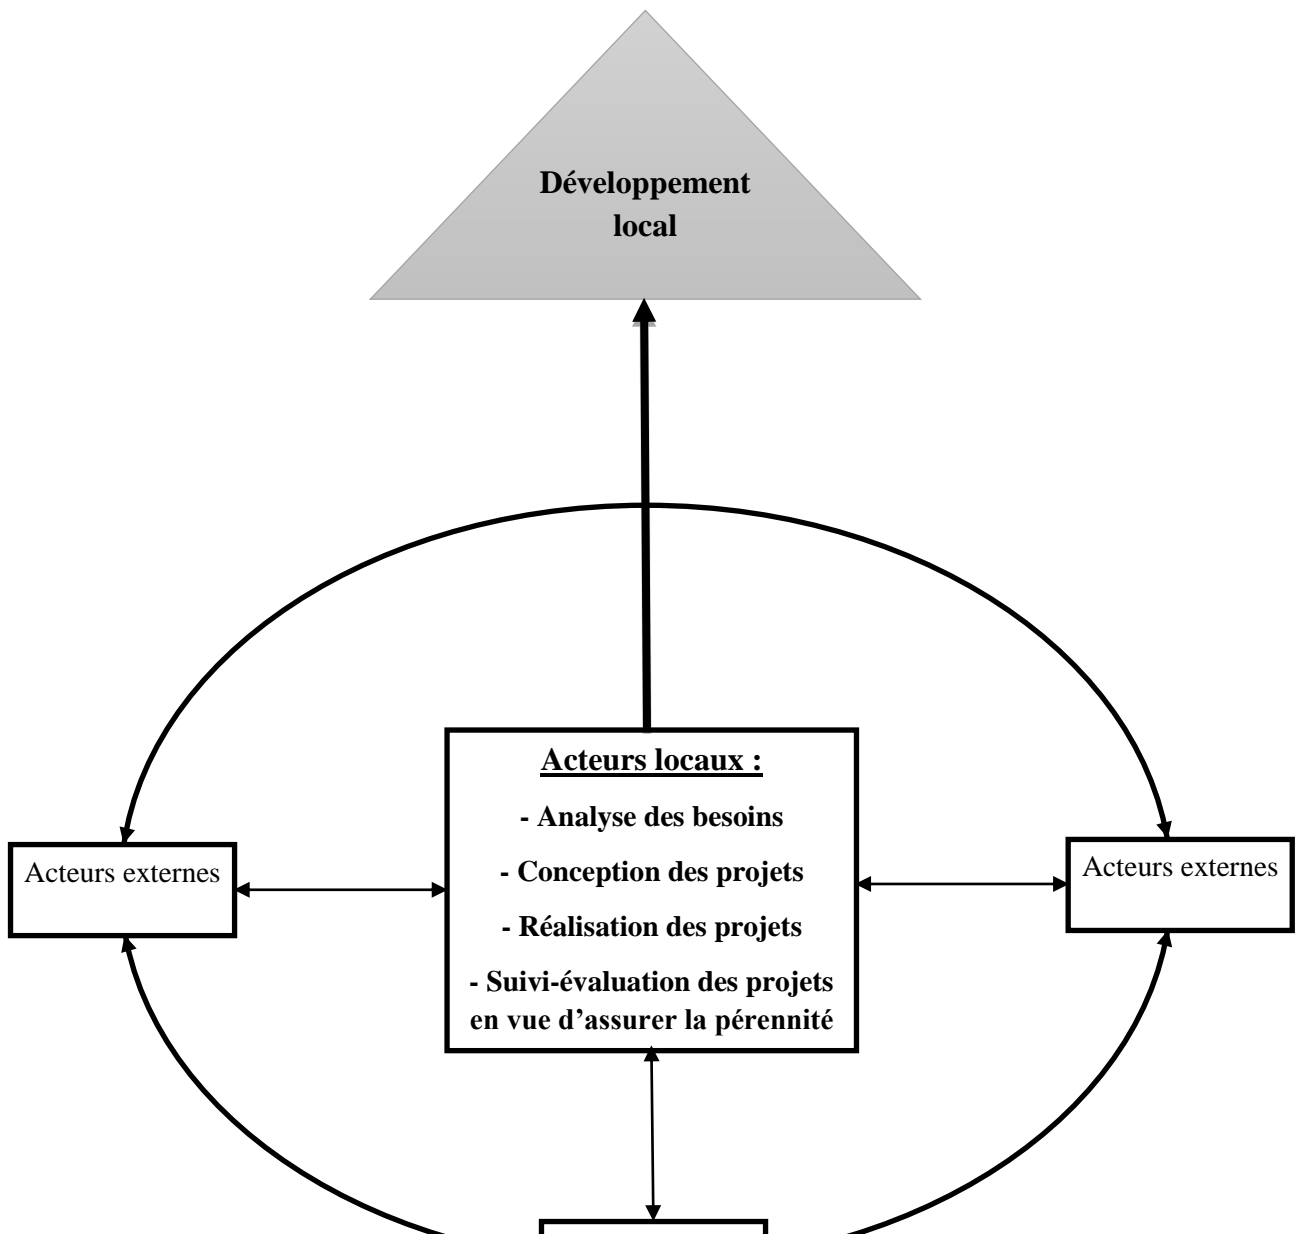 Développement
local
Acteurs locaux :
- Analyse des besoins
- Conception des projets
- Réalisation des projets
- Suivi-évaluation des projets
en vue d’assurer la pérennité
Acteurs externes
Acteurs externes